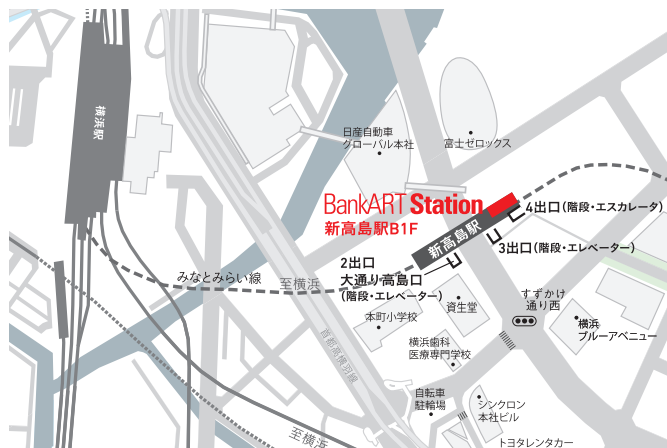 横浜駅
日産自動車
グローバル本社
富士ゼロックス
BankART Station
新高島駅B1F
新高島駅
4出口(階段・エスカレータ)
3出口(階段・エレベーター)
2出口
大通り高島口
(階段・エレベーター)
みなとみらい線
至横浜
資生堂
すずかけ
通り西
本町小学校
横浜
ブルーアベニュー
首都高横羽線
横浜歯科
医療専門学校
自転車
駐輪場
シンクロン
本社ビル
至横浜
トヨタレンタカー